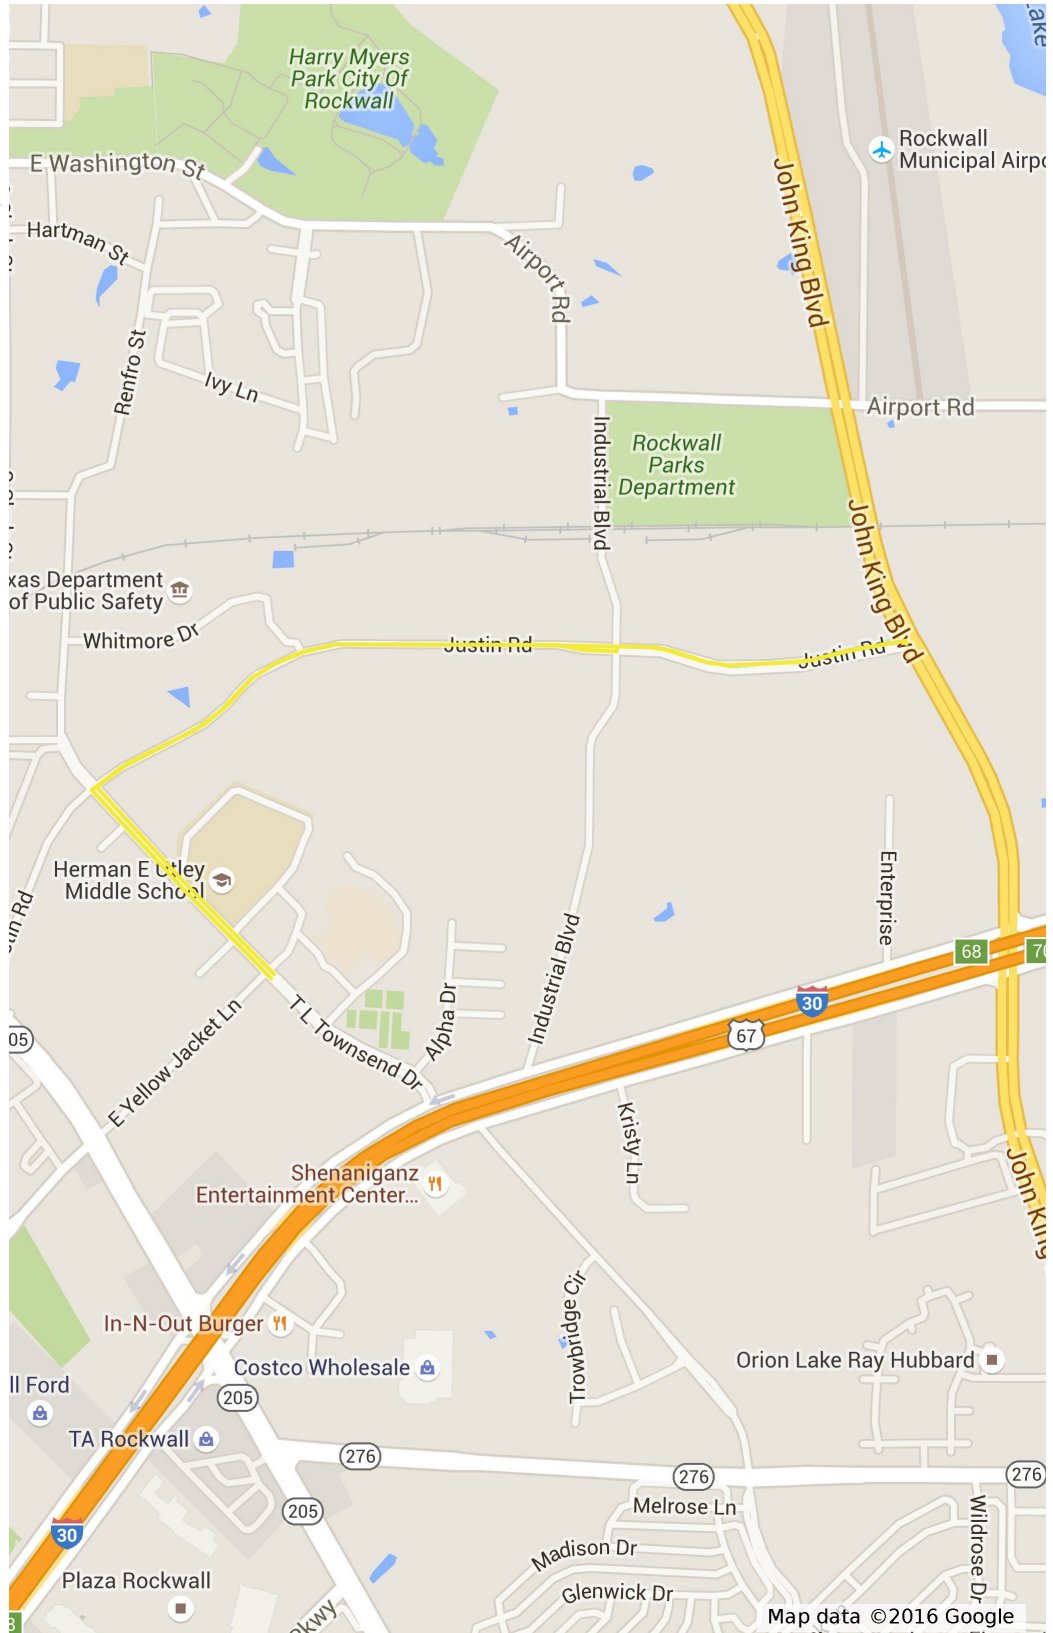 Harry Myers
Park City Of
Rockwall
Lake
Rockwall
Municipal Airpo
E Washington St
John King Blvd
Hartman St
Airport Rd
Renfro St
Ivy Ln
Airport Rd
Industrial Blvd
Rockwall
Parks
Department
John King Blvd
xas Department
of Public Safety
Whitmore Dr
Justin Rd
Justin Rd
Herman E Utley
Middle School
Enterprise
68
70
Industrial Blvd
30
67
T L Townsend Dr
Alpha Dr
05
E Yellow Jacket Ln
Kristy Ln
John King
Shenaniganz
Entertainment Center...
Trowbridge Cir
In-N-Out Burger
Costco Wholesale
Orion Lake Ray Hubbard
ll Ford
205
TA Rockwall
276
276
276
205
Melrose Ln
Wildrose Dr
30
Madison Dr
Plaza Rockwall
Glenwick Dr
Map data ©2016 Google